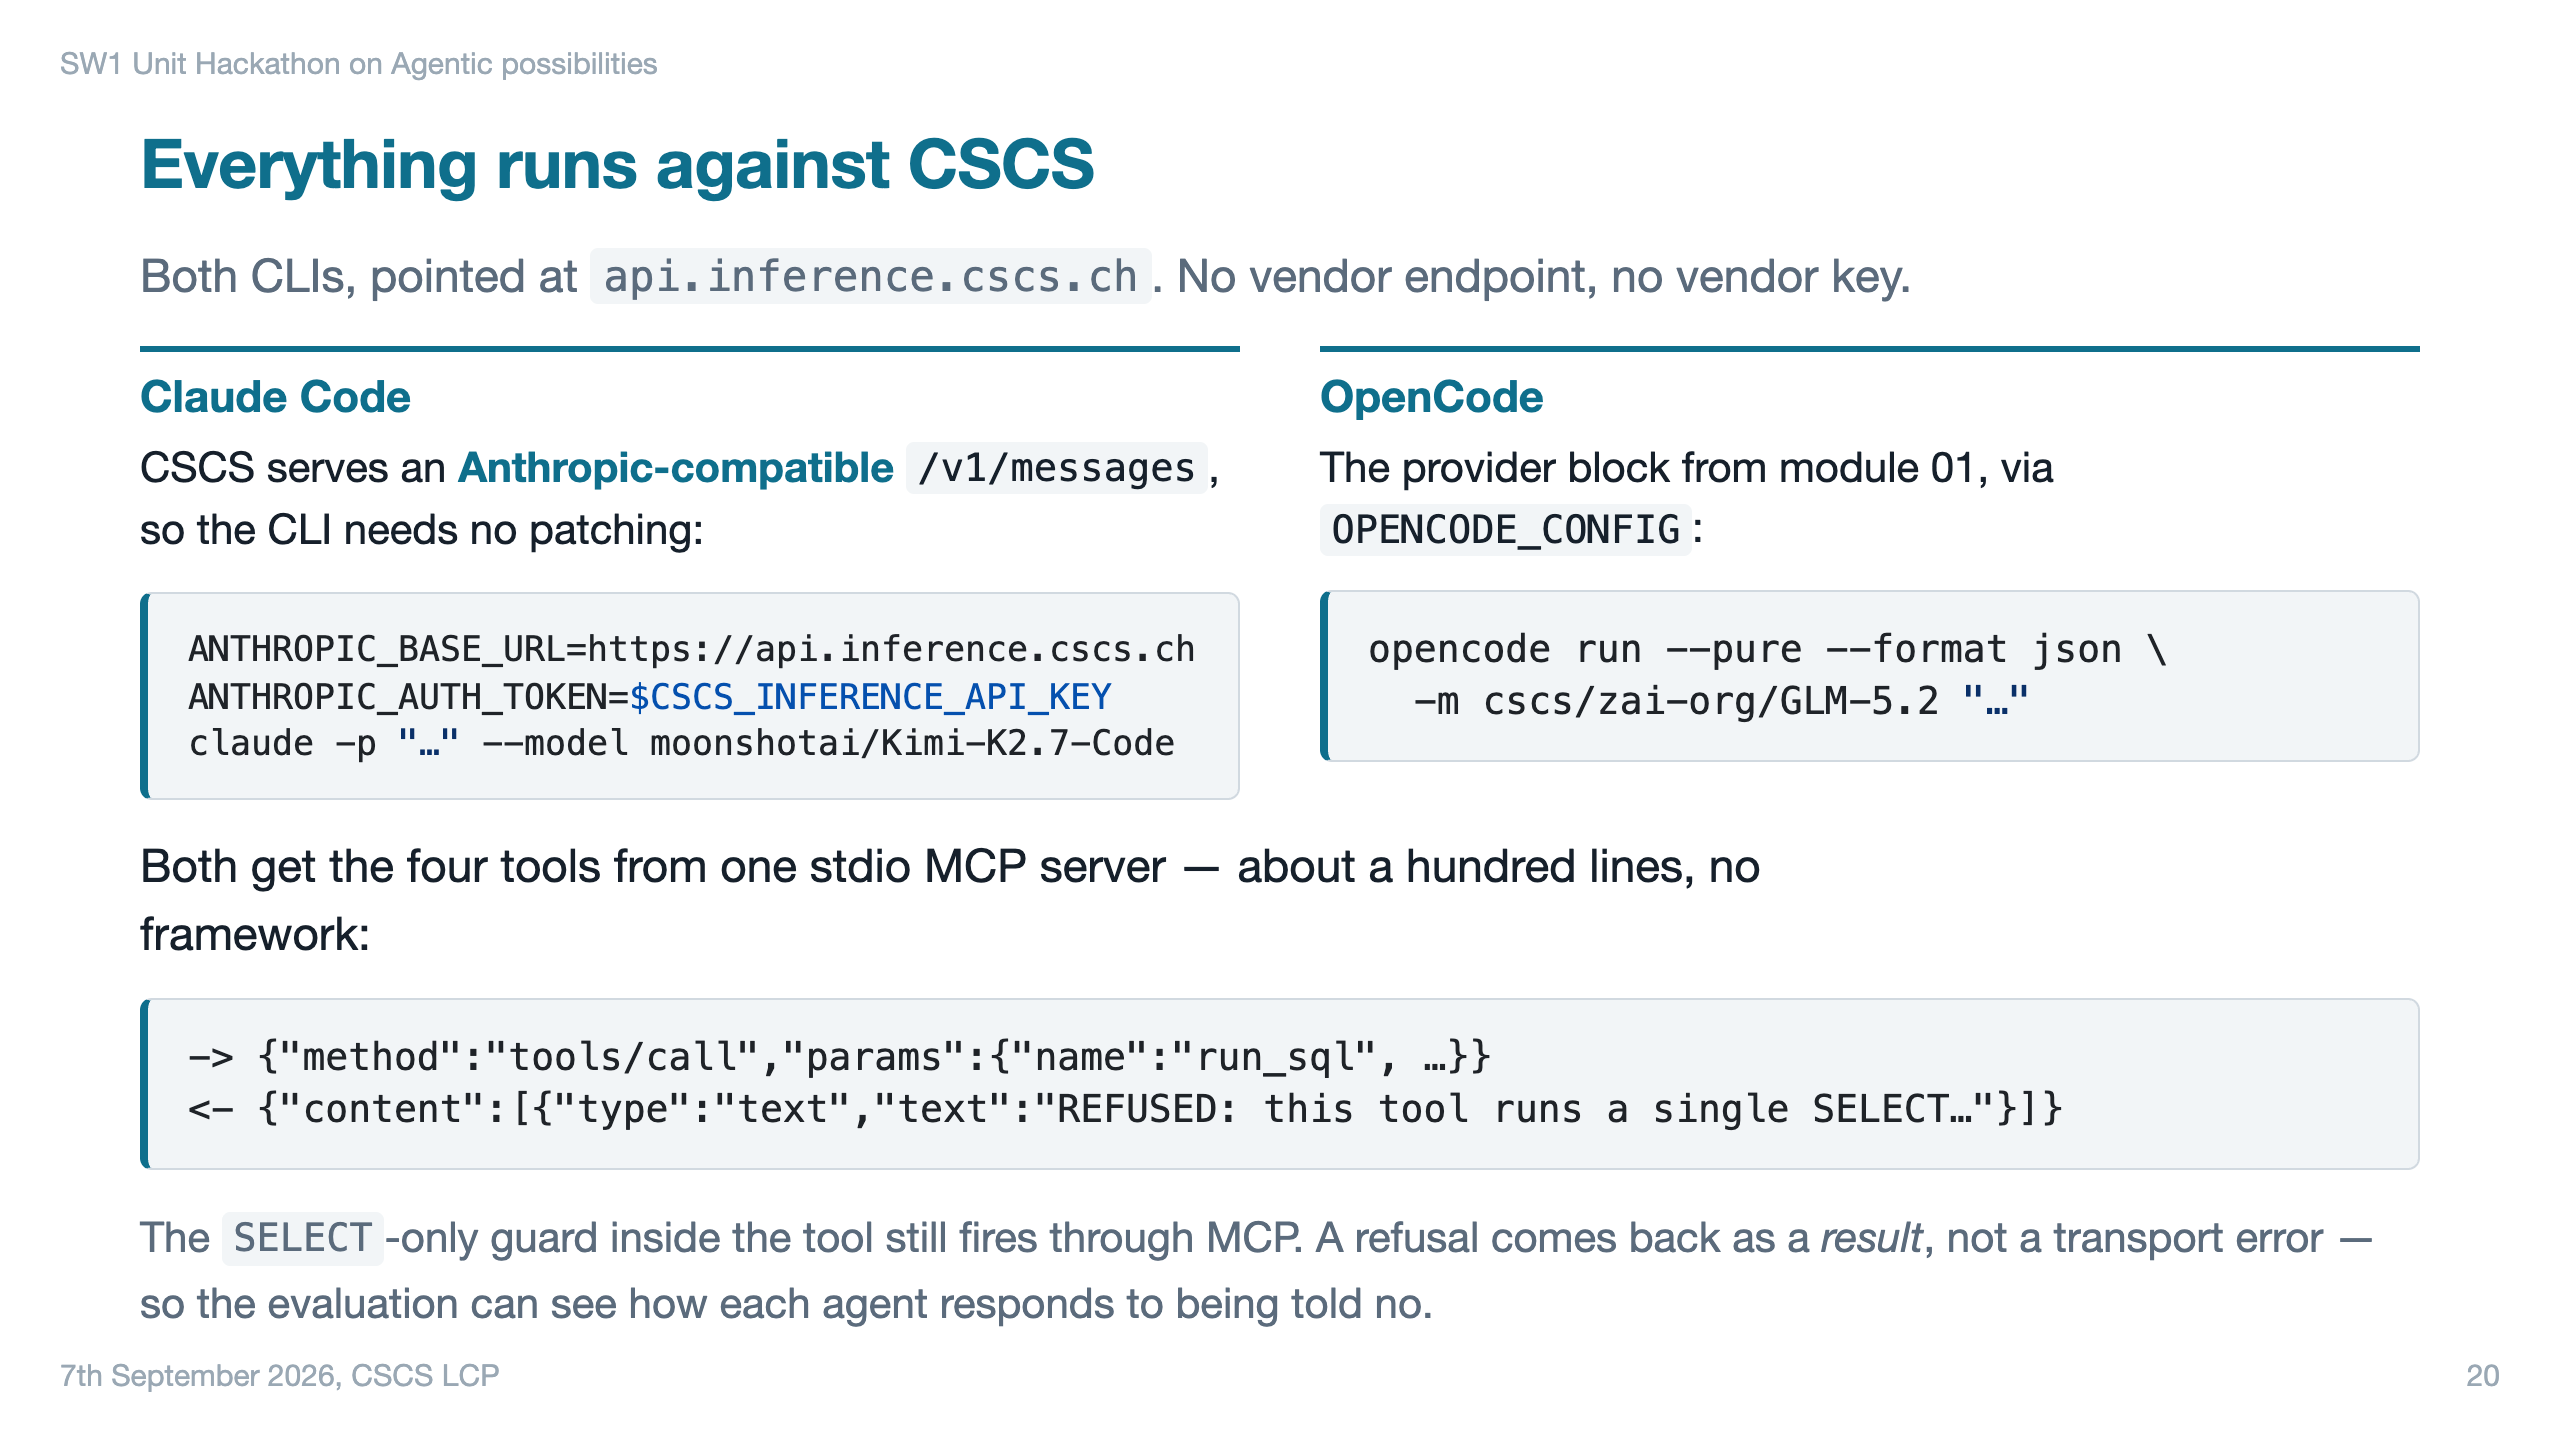 SW1 Unit Hackathon on Agentic possibilities
Everything runs against CSCS
Both CLIs, pointed at api.inference.cscs.ch. No vendor endpoint, no vendor key.
Claude Code
CSCS serves an Anthropic-compatible /v1/messages,
so the CLI needs no patching:
ANTHROPIC_BASE_URL=https://api.inference.cscs.ch
ANTHROPIC_AUTH_TOKEN=$CSCS_INFERENCE_API_KEY
claude -p "…" --model moonshotai/Kimi-K2.7-Code
OpenCode
The provider block from module 01, via
OPENCODE_CONFIG:
opencode run --pure --format json \
  -m cscs/zai-org/GLM-5.2 "…"
Both get the four tools from one stdio MCP server — about a hundred lines, no
framework:
-> {"method":"tools/call","params":{"name":"run_sql", …}}
<- {"content":[{"type":"text","text":"REFUSED: this tool runs a single SELECT…"}]}
The SELECT-only guard inside the tool still fires through MCP. A refusal comes back as a result, not a transport error —
so the evaluation can see how each agent responds to being told no.
7th September 2026, CSCS LCP
20